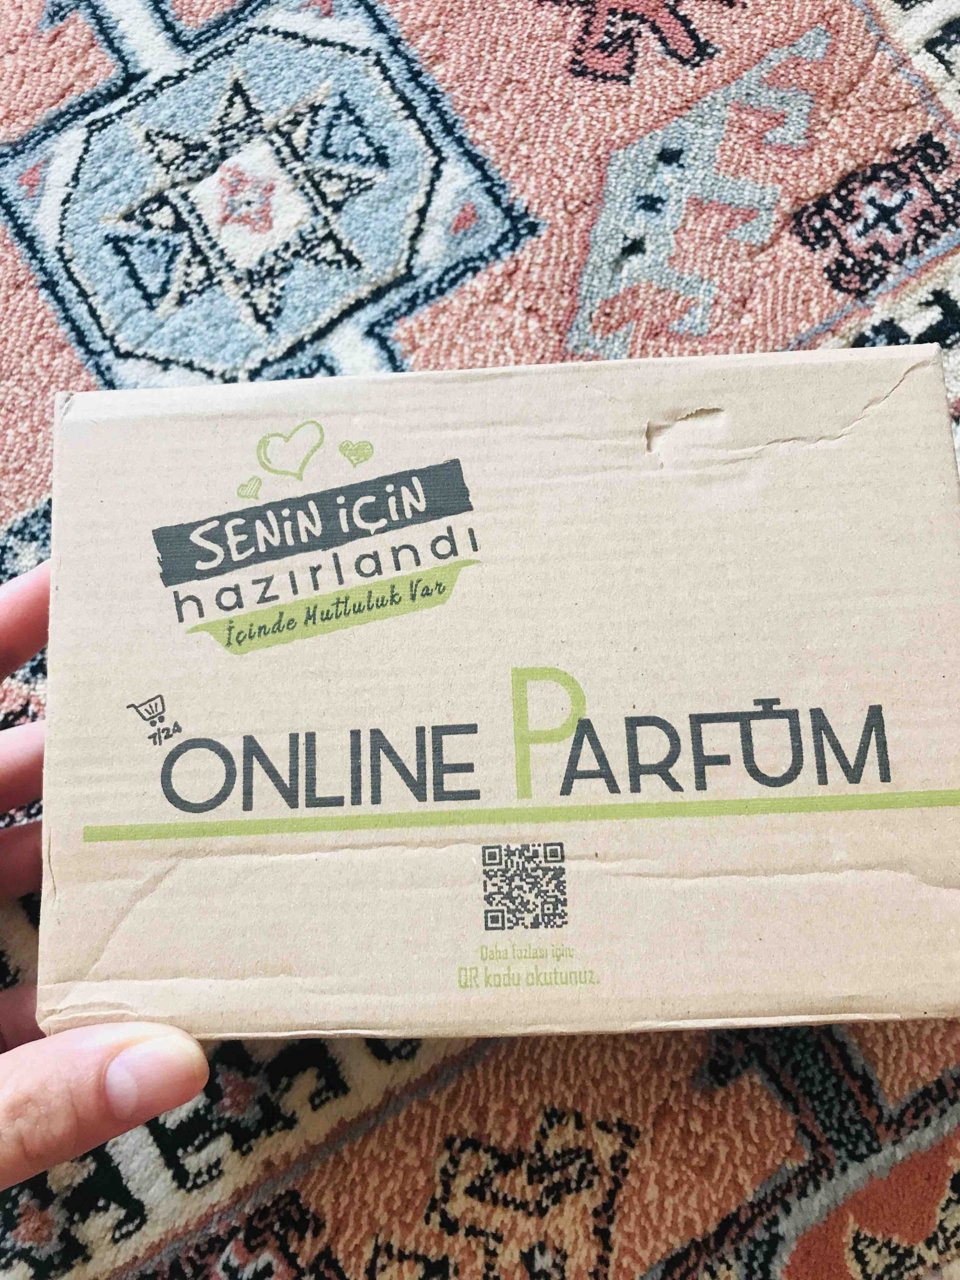 SENİN İÇİN
hazırlandı
İçinde Mutluluk Var
7/24
ONLINE PARFÜM
Daha fazlası için:
QR kodu okutunuz.